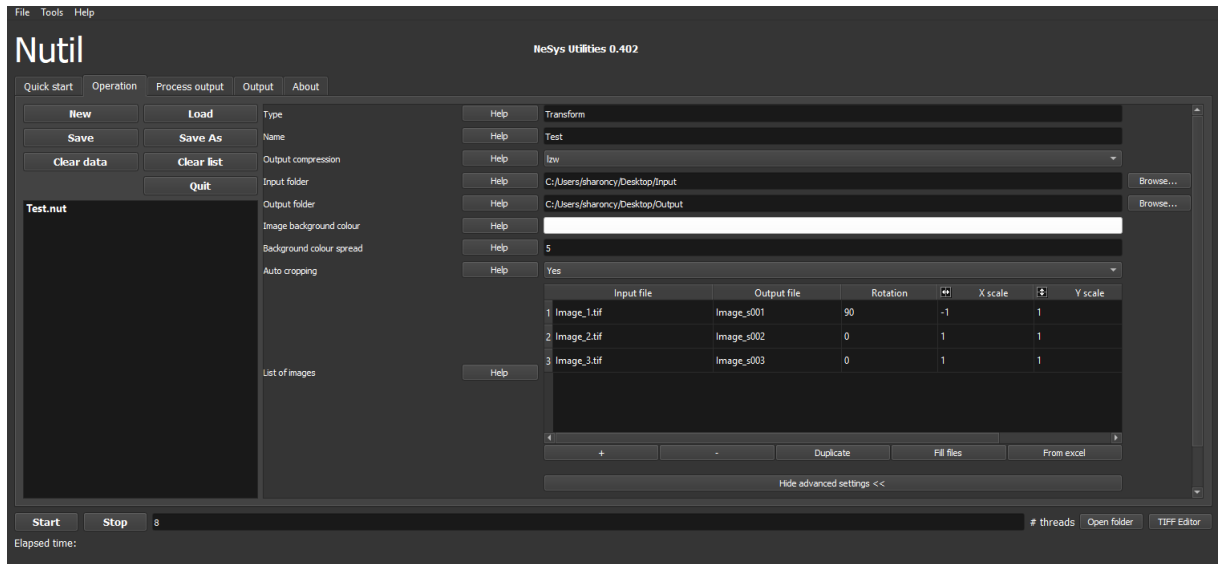 File Tools Help
Nutil
NeSys Utilities 0.402
Quick start Operation Process output Output About
New Load
Save Save As
Clear data Clear list
Quit
Test.nut
Type Help Transform
Name Help Test
Output compression Help lzw
Input folder Help C:/Users/sharoncy/Desktop/Input Browse...
Output folder Help C:/Users/sharoncy/Desktop/Output Browse...
Image background colour Help
Background colour spread Help 5
Auto cropping Help Yes
List of images Help
Input file Output file Rotation X scale Y scale
1 Image_1.tif Image_s001 90 -1 1
2 Image_2.tif Image_s002 0 1 1
3 Image_3.tif Image_s003 0 1 1
+ - Duplicate Fill files From excel
Hide advanced settings <<
Start Stop 8 # threads Open folder TIFF Editor
Elapsed time: